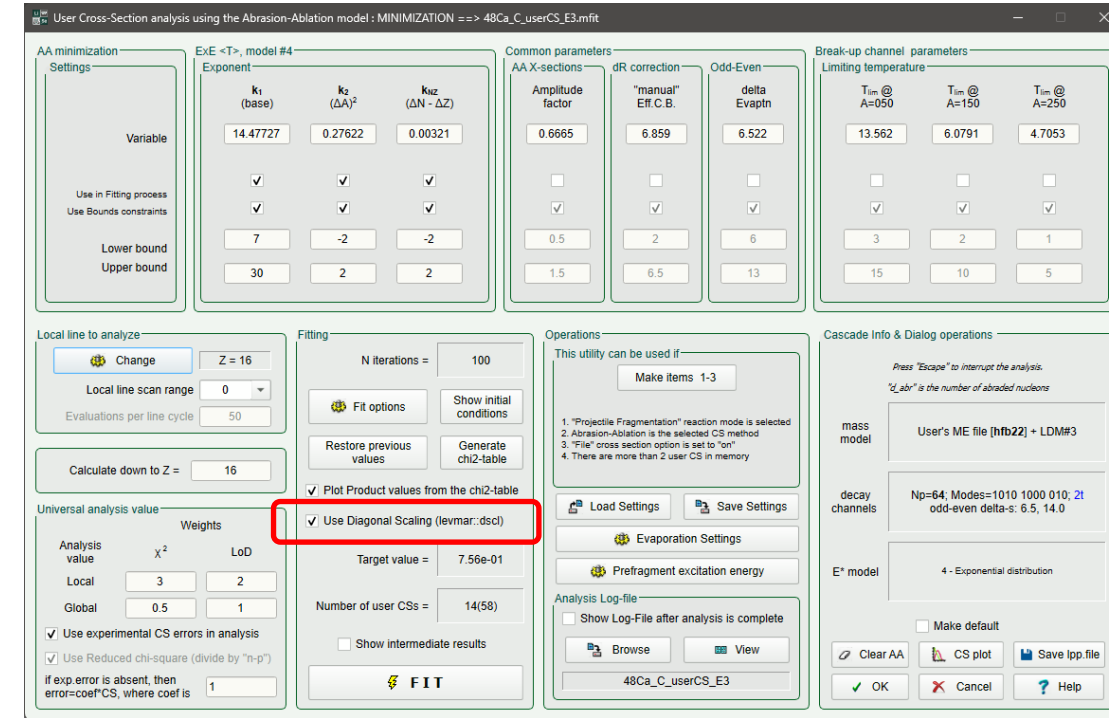 User Cross-Section analysis using the Abrasion-Ablation model : MINIMIZATION ==> 48Ca_C_userCS_E3.mfit
AA minimization
Settings
Variable
Use in Fitting process
Use Bounds constraints
Lower bound
Upper bound
ExE <T>, model #4
Exponent
k₁ (base)
k₂ (ΔA)²
k_NZ (ΔN - ΔZ)
14.47727 0.27622 0.00321
7 -2 -2
30 2 2
Common parameters
AA X-sections
Amplitude factor
0.6665
0.5
1.5
dR correction
"manual" Eff.C.B.
6.859
2
6.5
Odd-Even
delta Evaptn
6.522
6
13
Break-up channel parameters
Limiting temperature
T_lim @ A=050
T_lim @ A=150
T_lim @ A=250
13.562 6.0791 4.7053
3 2 1
15 10 5
Local line to analyze
Change Z = 16
Local line scan range 0
Evaluations per line cycle 50
Calculate down to Z = 16
Universal analysis value
Weights
Analysis value χ² LoD
Local 3 2
Global 0.5 1
Use experimental CS errors in analysis
Use Reduced chi-square (divide by "n-p")
if exp.error is absent, then
error=coef*CS, where coef is 1
Fitting
N iterations = 100
Fit options
Show initial conditions
Restore previous values
Generate chi2-table
Plot Product values from the chi2-table
Use Diagonal Scaling (levmar::dscl)
Target value = 7.56e-01
Number of user CSs = 14(58)
Show intermediate results
FIT
Operations
This utility can be used if
Make items 1-3
1. "Projectile Fragmentation" reaction mode is selected
2. Abrasion-Ablation is the selected CS method
3. "File" cross section option is set to "on"
4. There are more than 2 user CS in memory
Load Settings
Save Settings
Evaporation Settings
Prefragment excitation energy
Analysis Log-file
Show Log-File after analysis is complete
Browse
View
48Ca_C_userCS_E3
Cascade Info & Dialog operations
Press "Escape" to interrupt the analysis.
"d_abr" is the number of abraded nucleons
mass model
User's ME file [hfb22] + LDM#3
decay channels
Np=64; Modes=1010 1000 010; 2t
odd-even delta-s: 6.5, 14.0
E* model
4 - Exponential distribution
Make default
Clear AA
CS plot
Save lpp.file
OK
Cancel
Help